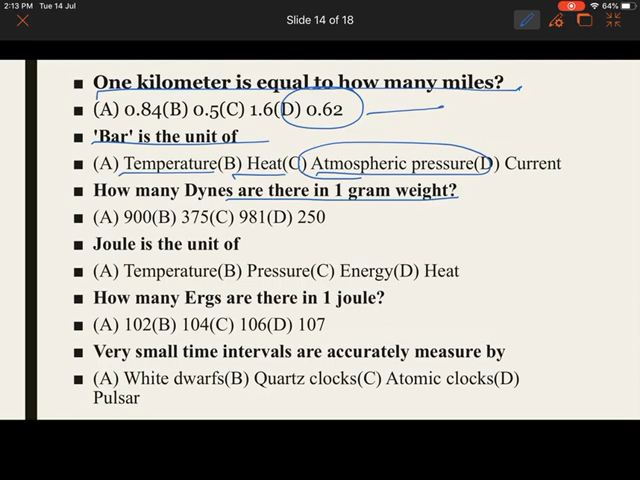 2:13 PM Tue 14 Jul
64%
Slide 14 of 18
One kilometer is equal to how many miles?
(A) 0.84(B) 0.5(C) 1.6(D) 0.62
'Bar' is the unit of
(A) Temperature(B) Heat(C) Atmospheric pressure(D) Current
How many Dynes are there in 1 gram weight?
(A) 900(B) 375(C) 981(D) 250
Joule is the unit of
(A) Temperature(B) Pressure(C) Energy(D) Heat
How many Ergs are there in 1 joule?
(A) 102(B) 104(C) 106(D) 107
Very small time intervals are accurately measure by
(A) White dwarfs(B) Quartz clocks(C) Atomic clocks(D)
Pulsar